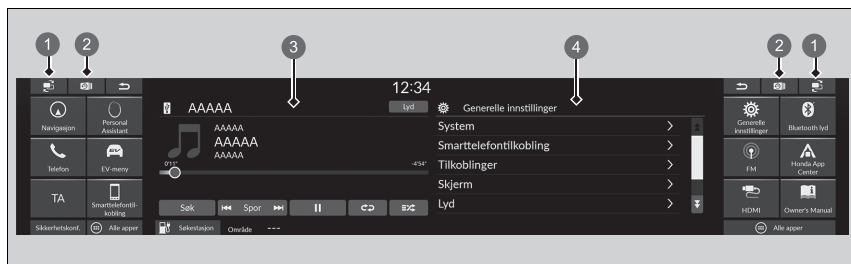 1
2
3
4
2
1
12:34
Navigasjon
Personal
Assistant
Telefon
EV
EV-meny
TA
Smarttelefontil-
kobling
Sikkerhetskonf.
Alle apper
AAAAA
Lyd
AAAAA
AAAAA
AAAAA
0'11"
-4'54"
Søk
Spor
Søkestasjon
Område
---
Generelle innstillinger
System
Smarttelefontilkobling
Tilkoblinger
Skjerm
Lyd
Generelle
innstillinger
Bluetooth lyd
FM
Honda App
Center
HDMI
Owner's Manual
Alle apper